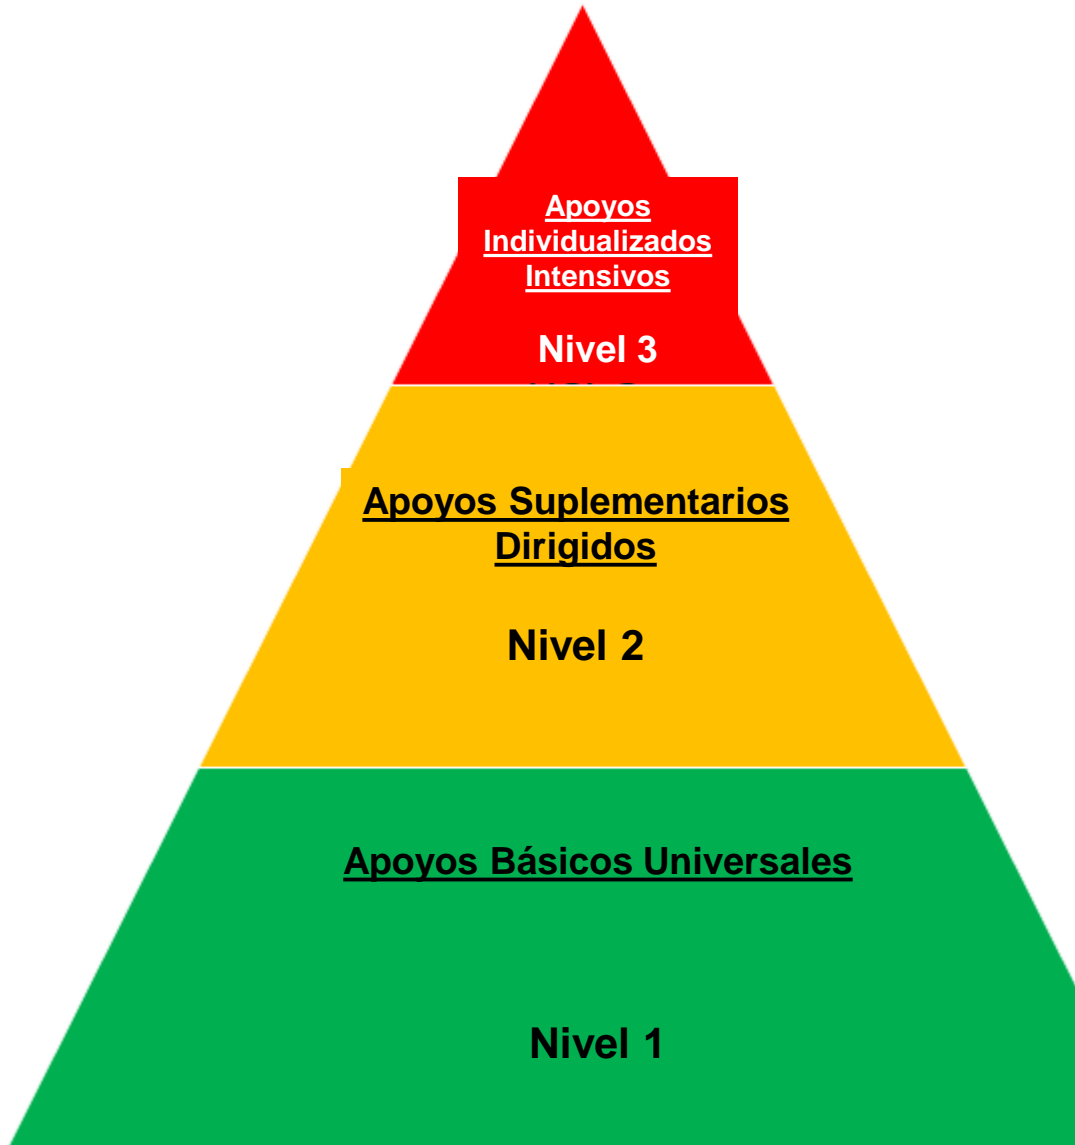 Apoyos
Individualizados
Intensivos
Nivel 3
Apoyos Suplementarios
Dirigidos
Nivel 2
Apoyos Básicos Universales
Nivel 1